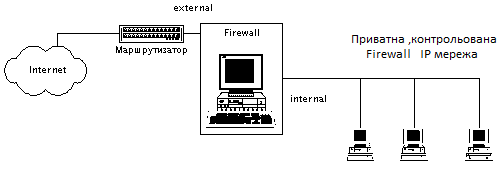 external
Firewall
Маршрутизатор
Internet
internal
Приватна ,контрольована
Firewall IP мережа